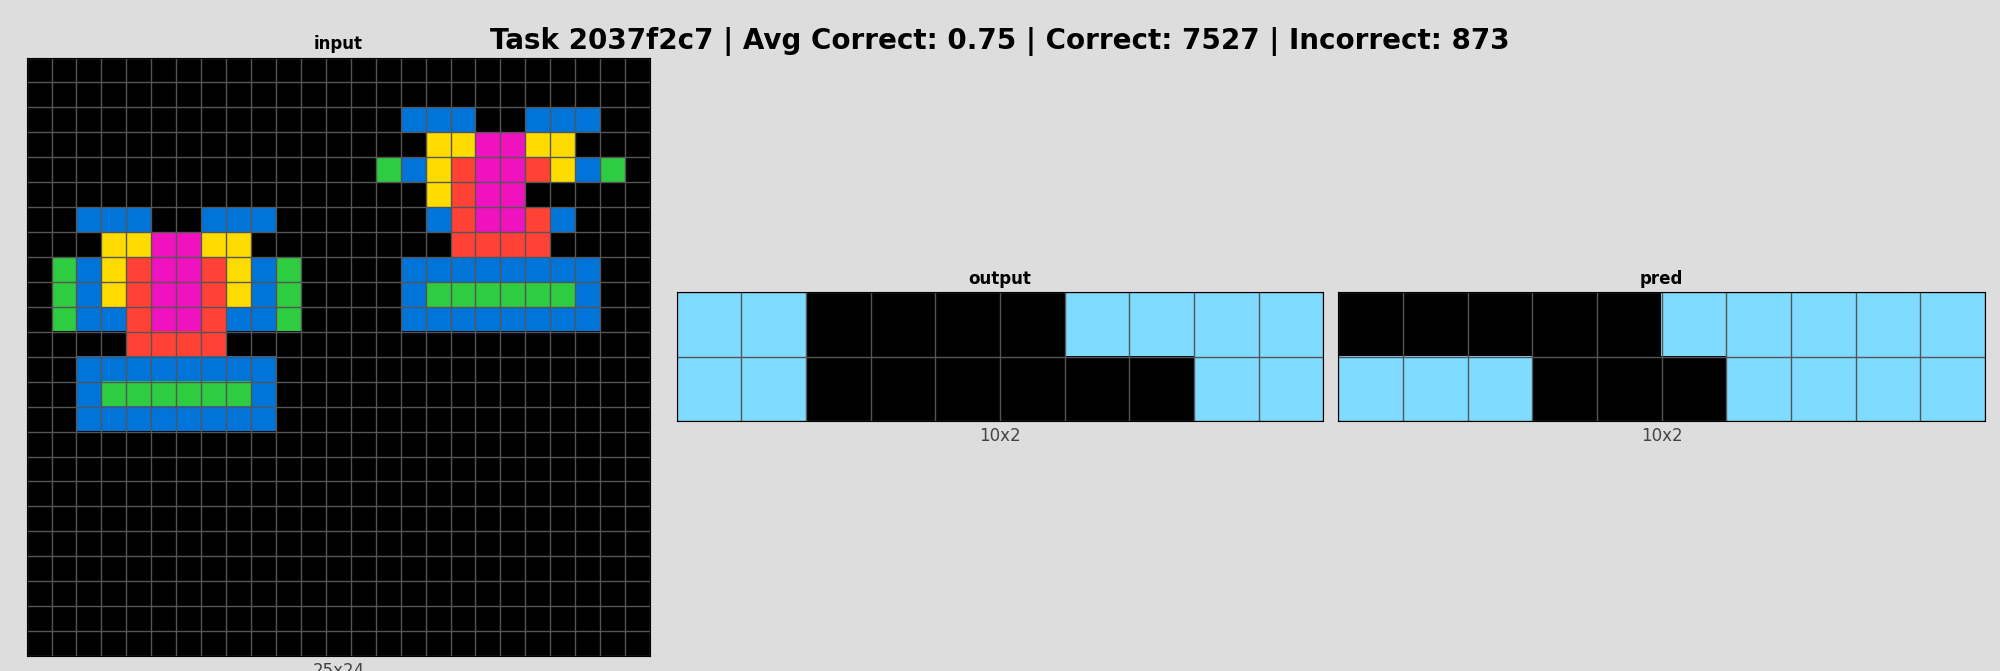 Task 2037f2c7 | Avg Correct: 0.75 | Correct: 7527 | Incorrect: 873
input
output
pred
10x2
10x2
25x24